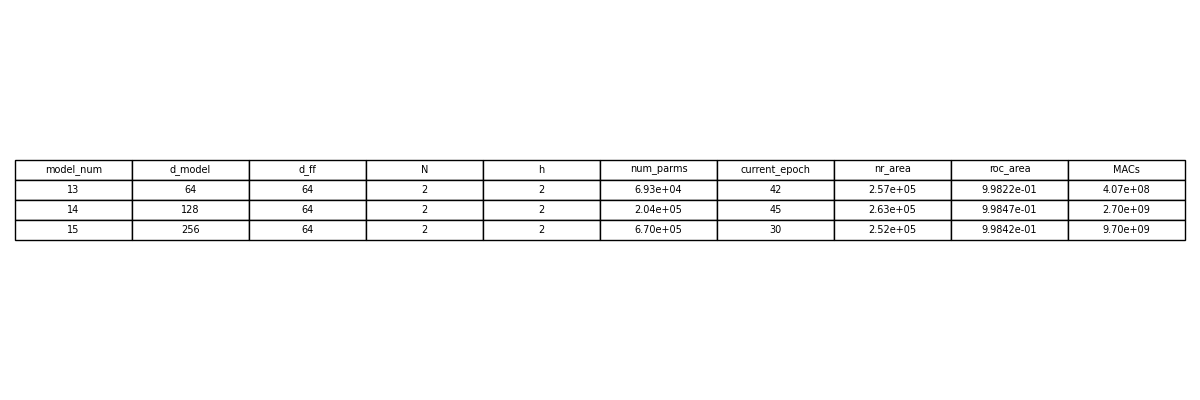 model_num d_model d_ff N h num_parms current_epoch nr_area roc_area MACs
13 64 64 2 2 6.93e+04 42 2.57e+05 9.9822e-01 4.07e+08
14 128 64 2 2 2.04e+05 45 2.63e+05 9.9847e-01 2.70e+09
15 256 64 2 2 6.70e+05 30 2.52e+05 9.9842e-01 9.70e+09